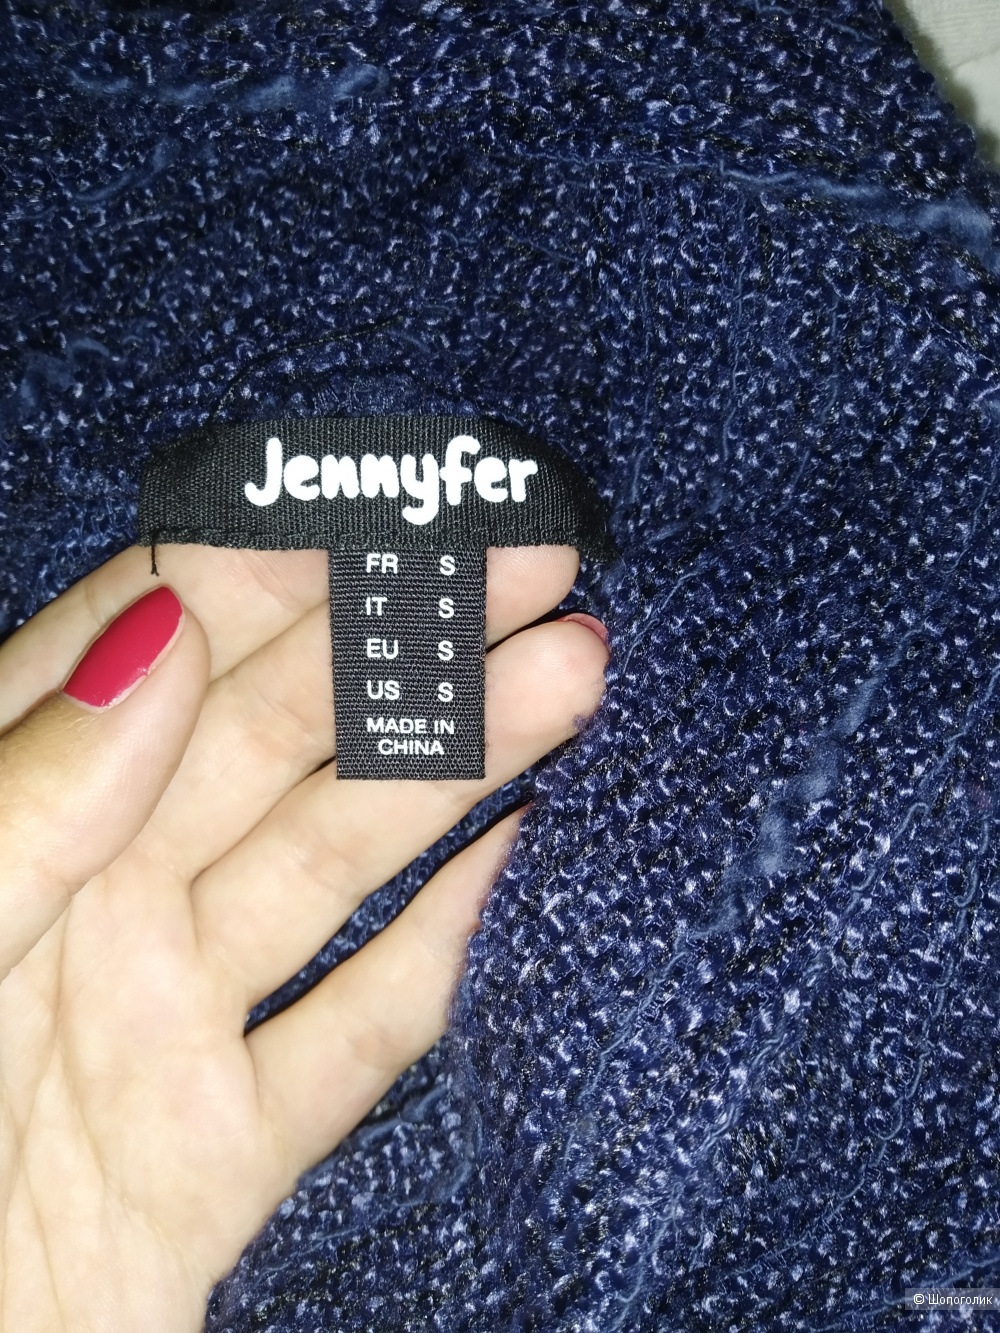 Jennyfer
FR S
IT S
EU S
US S
MADE IN
CHINA
© Шопоголик